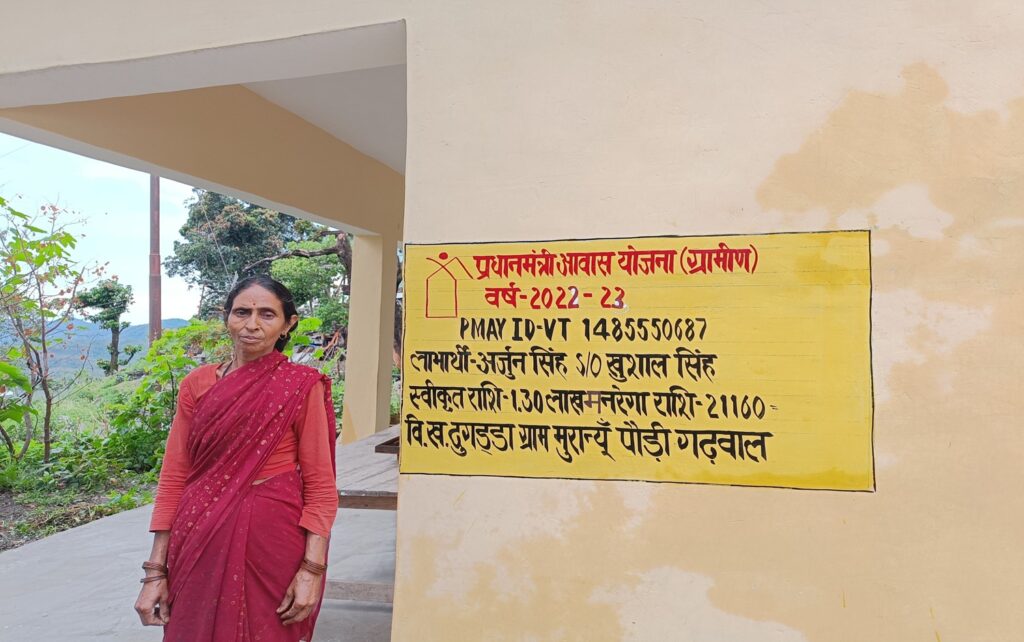 प्रधानमंत्री आवास योजना (ग्रामीण)
वर्ष-2022-23
PMAY ID-VT 1485550687
लाभार्थी-अर्जुन सिंह S/O खुशाल सिंह
स्वीकृत राशि-1.30 लाख मनरेगा राशि-21160=
वि.ख.दुगड्डा ग्राम मुरान्यूँ पौड़ी गढ़वाल